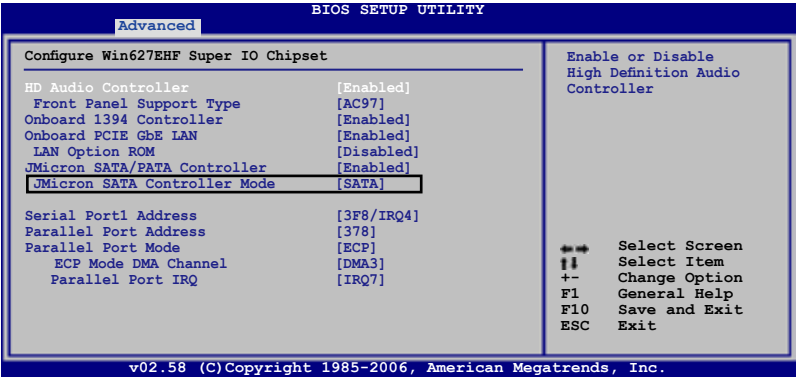 BIOS SETUP UTILITY
Advanced
Configure Win627EHF Super IO Chipset
HD Audio Controller [Enabled]
Front Panel Support Type [AC97]
Onboard 1394 Controller [Enabled]
Onboard PCIE GbE LAN [Enabled]
LAN Option ROM [Disabled]
JMicron SATA/PATA Controller [Enabled]
JMicron SATA Controller Mode [SATA]
Serial Port1 Address [3F8/IRQ4]
Parallel Port Address [378]
Parallel Port Mode [ECP]
ECP Mode DMA Channel [DMA3]
Parallel Port IRQ [IRQ7]
Enable or Disable
High Definition Audio
Controller
Select Screen
Select Item
+- Change Option
F1 General Help
F10 Save and Exit
ESC Exit
v02.58 (C)Copyright 1985-2006, American Megatrends, Inc.